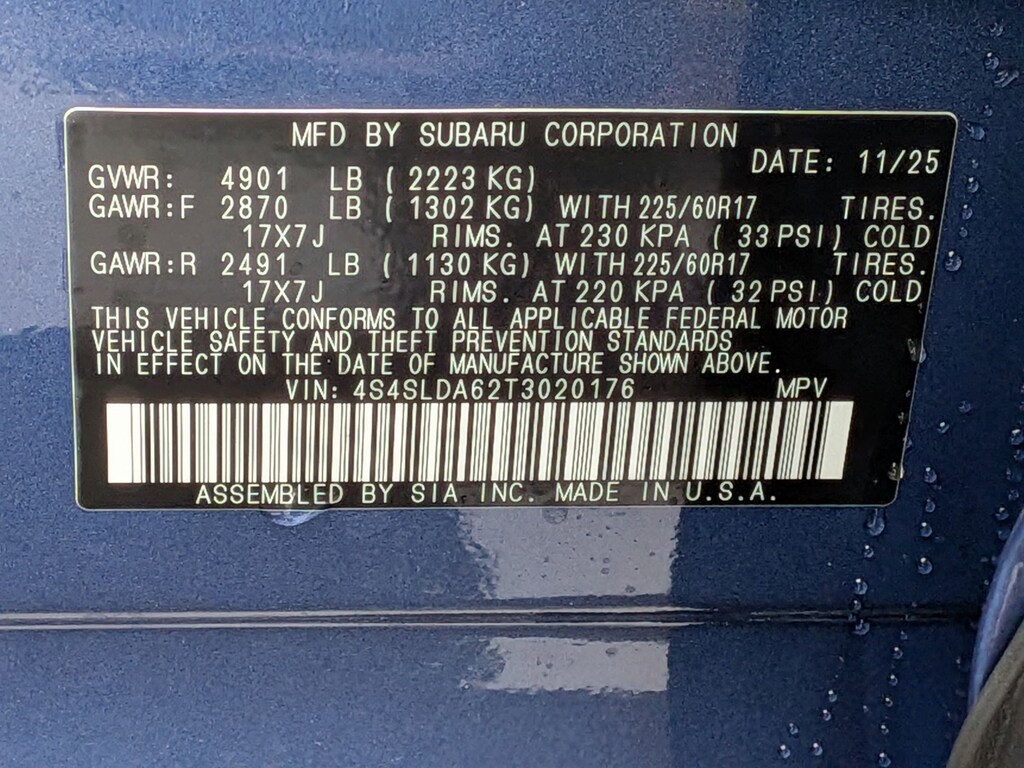 MFD BY SUBARU CORPORATION
DATE: 11/25
GVWR: 4901 LB ( 2223 KG)
GAWR:F 2870 LB ( 1302 KG) WITH 225/60R17 TIRES.
17X7J RIMS. AT 230 KPA ( 33 PSI) COLD
GAWR:R 2491 LB ( 1130 KG) WITH 225/60R17 TIRES.
17X7J RIMS. AT 220 KPA ( 32 PSI) COLD
THIS VEHICLE CONFORMS TO ALL APPLICABLE FEDERAL MOTOR
VEHICLE SAFETY AND THEFT PREVENTION STANDARDS
IN EFFECT ON THE DATE OF MANUFACTURE SHOWN ABOVE.
VIN: 4S4SLDA62T3020176 MPV
ASSEMBLED BY SIA INC. MADE IN U.S.A.